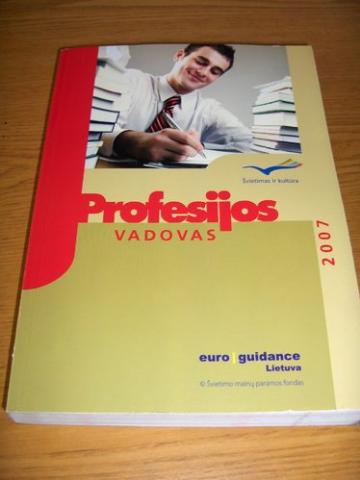 Švietimas ir kultūra
Profesijos
VADOVAS
2007
euro | guidance
Lietuva
© Švietimo mainų paramos fondas